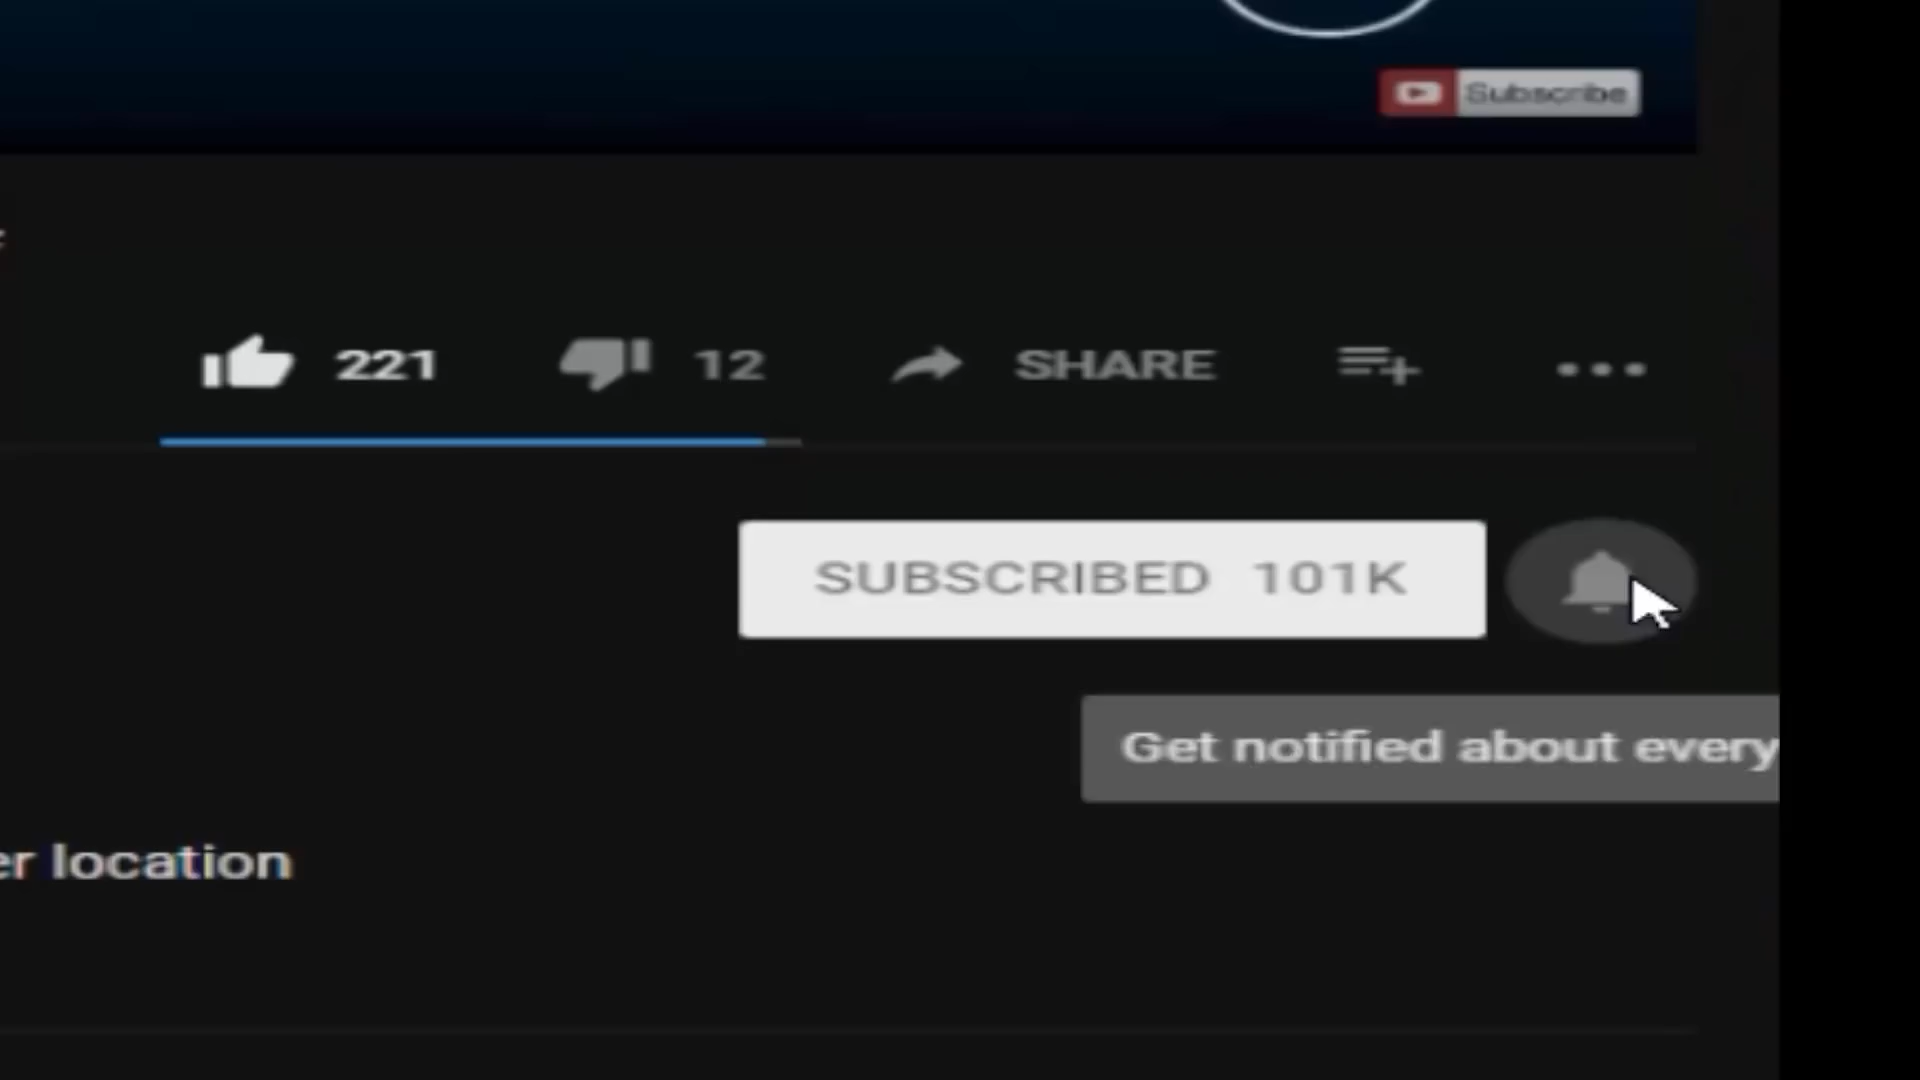 Subscribe
221 12 SHARE
SUBSCRIBED 101K
Get notified about every
er location